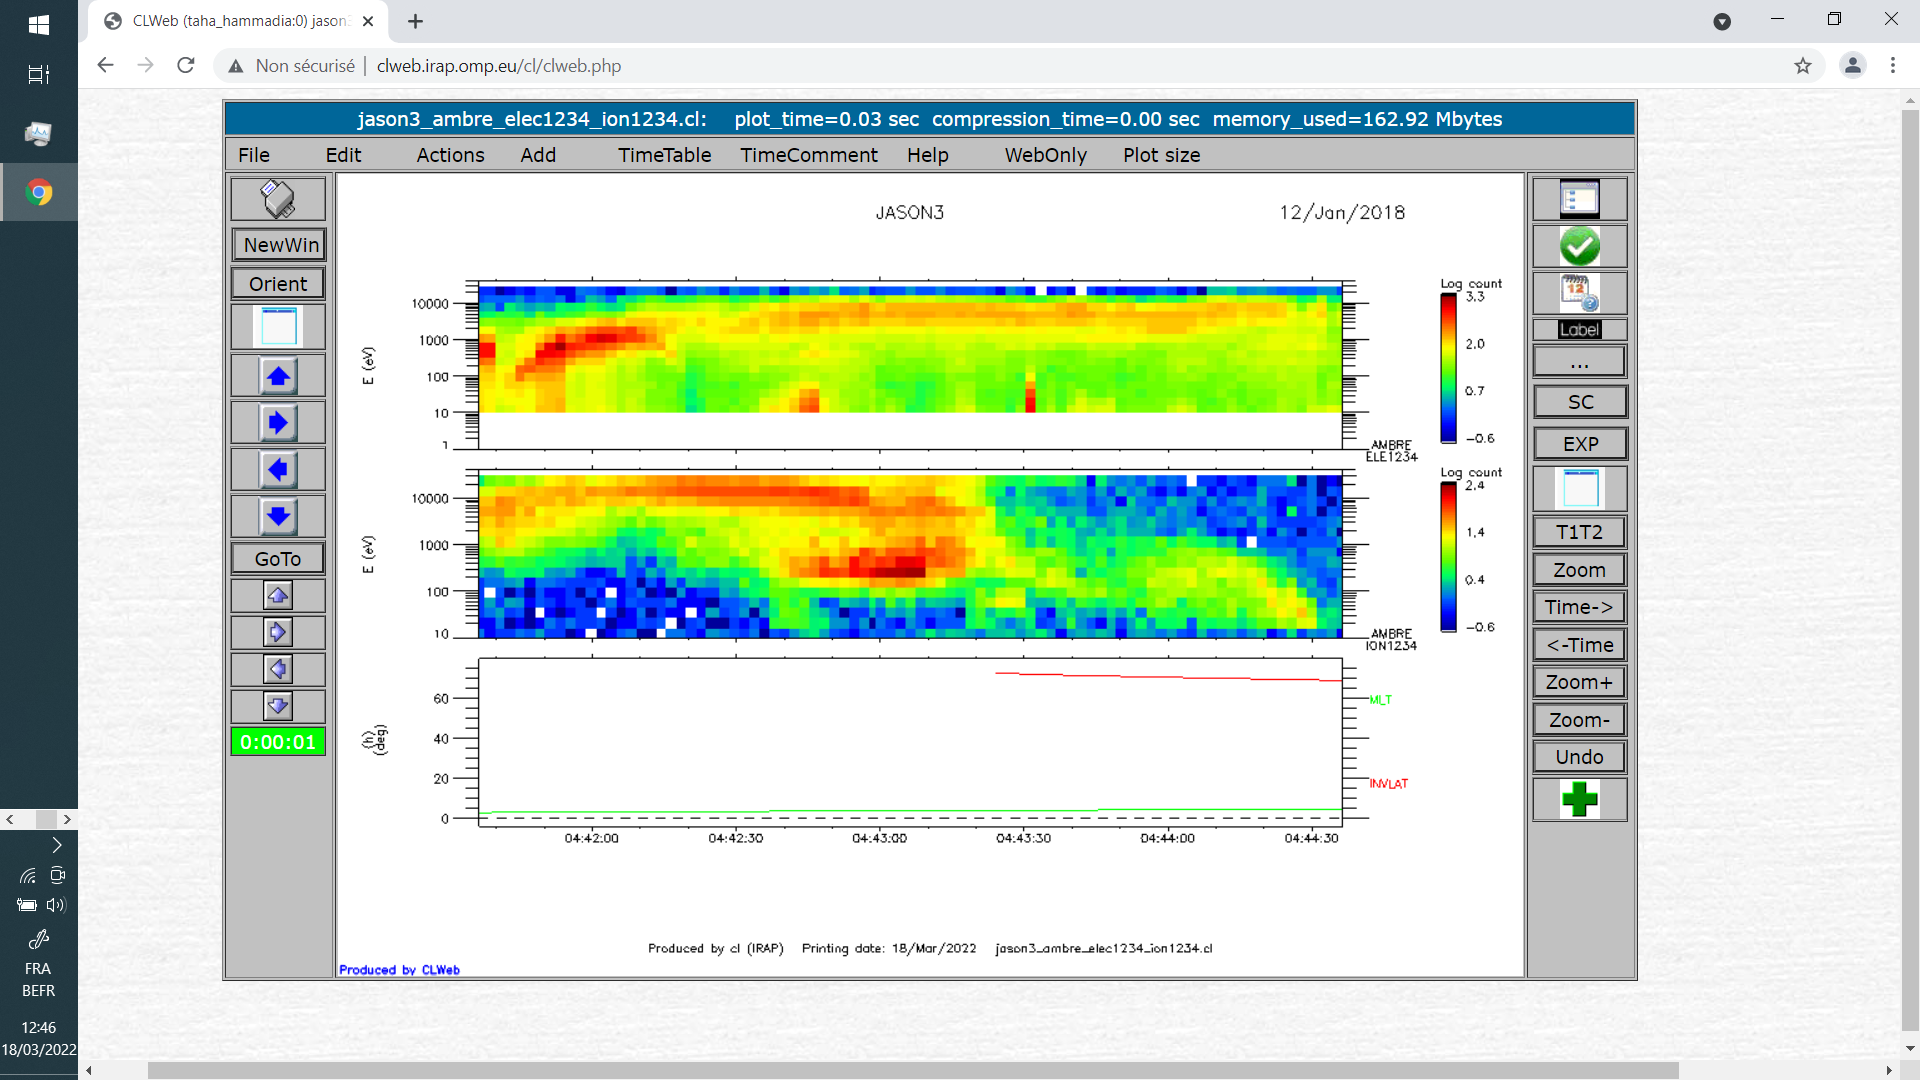 CLWeb (taha_hammadia:0) jason3
Non sécurisé | clweb.irap.omp.eu/cl/clweb.php
jason3_ambre_elec1234_ion1234.cl: plot_time=0.03 sec compression_time=0.00 sec memory_used=162.92 Mbytes
File Edit Actions Add TimeTable TimeComment Help WebOnly Plot size
NewWin
Orient
GoTo
0:00:01
JASON3 12/Jan/2018
E (eV)
10000
1000
100
10
1
Log count
3.3
2.0
0.7
-0.6
AMBRE
ELE1234
E (eV)
10000
1000
100
10
Log count
2.4
1.4
0.4
-0.6
AMBRE
ION1234
(h)
(deg)
60
40
20
0
MLT
INVLAT
04:42:00 04:42:30 04:43:00 04:43:30 04:44:00 04:44:30
Produced by cl (IRAP) Printing date: 18/Mar/2022 jason3_ambre_elec1234_ion1234.cl
Produced by CLWeb
12
Label
...
SC
EXP
T1T2
Zoom
Time->
<-Time
Zoom+
Zoom-
Undo
FRA
BEFR
12:46
18/03/2022